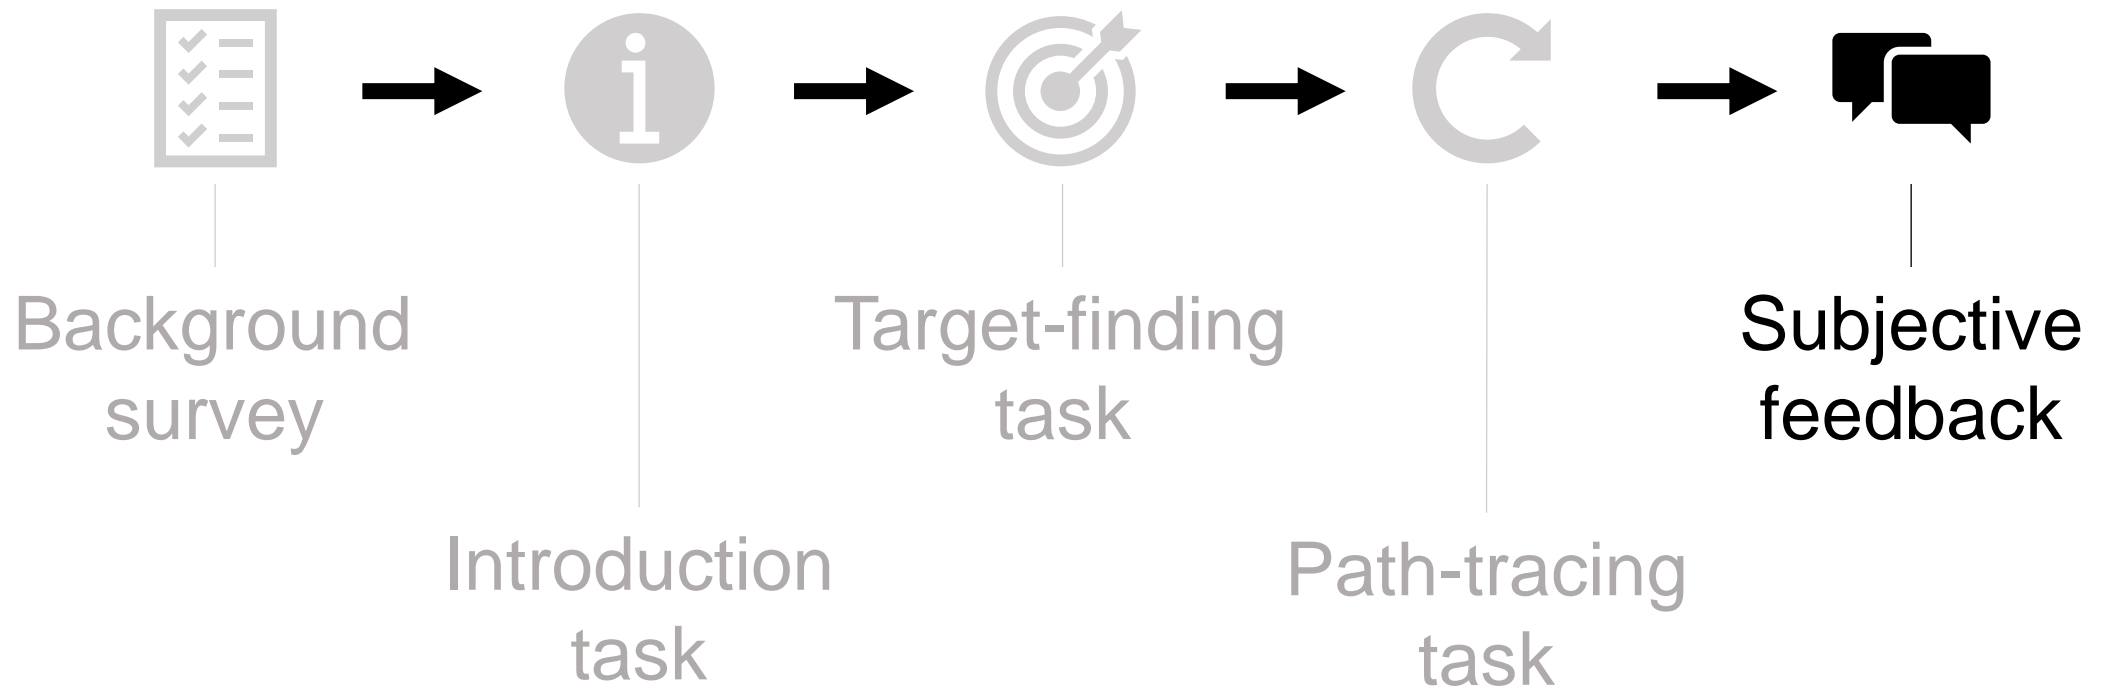 Background
survey
Introduction
task
Target-finding
task
Path-tracing
task
Subjective
feedback